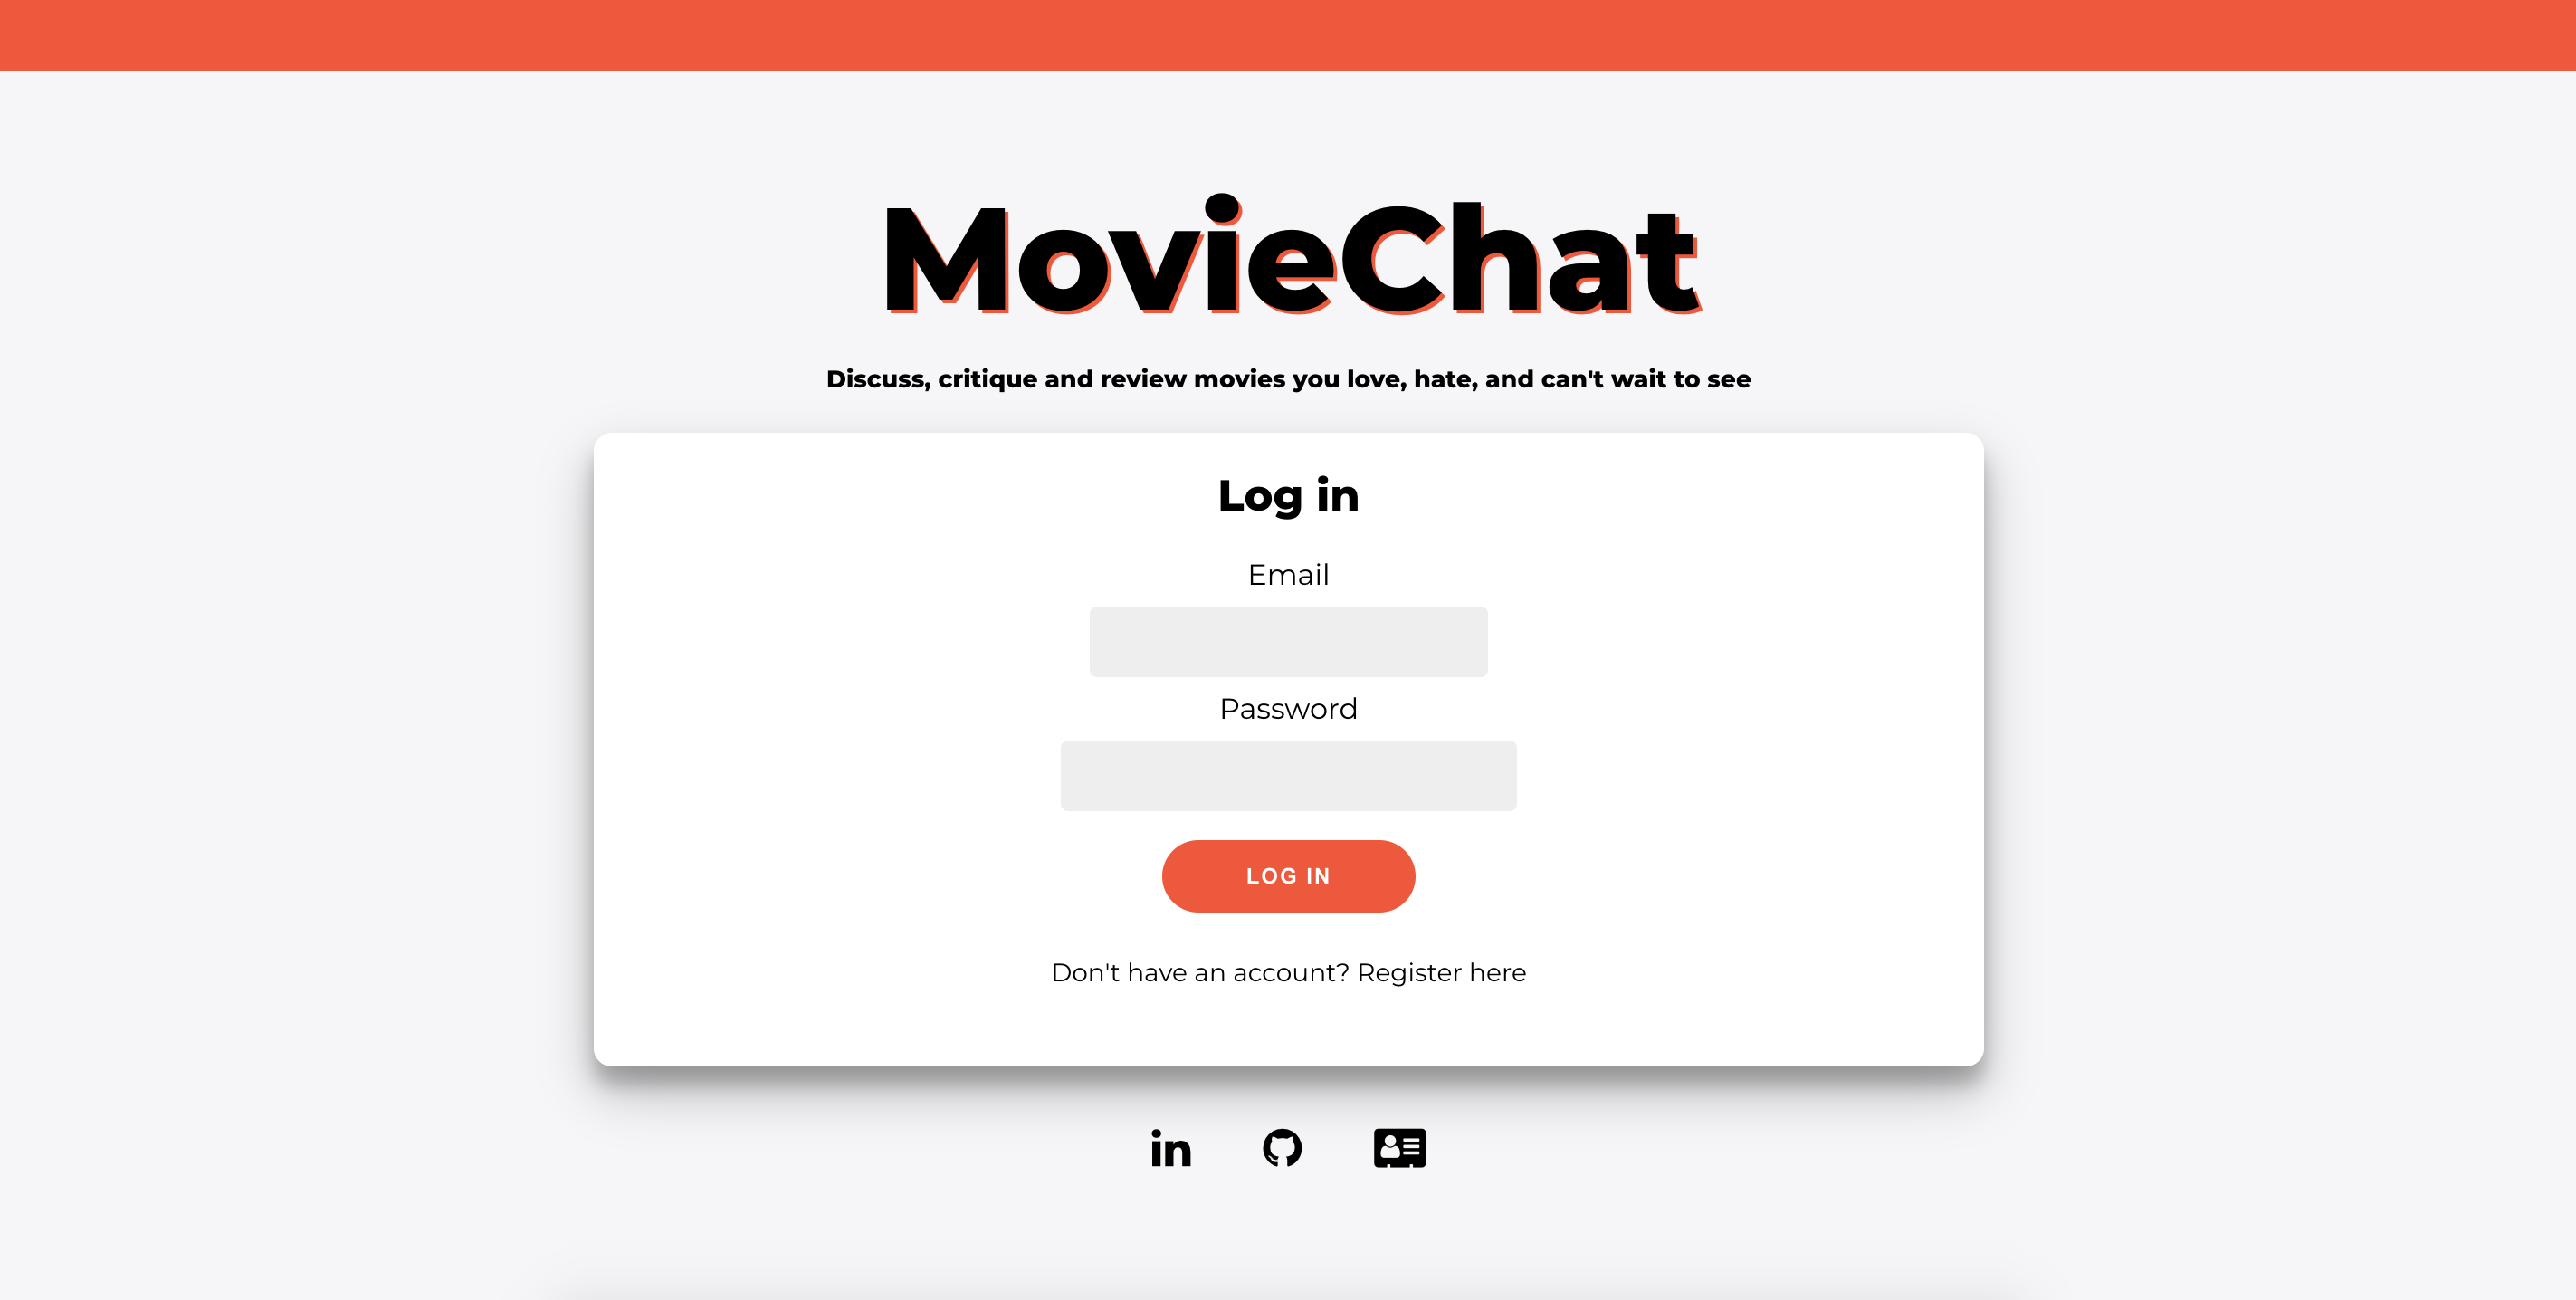 MovieChat
Discuss, critique and review movies you love, hate, and can't wait to see
Log in
Email
Password
LOG IN
Don't have an account? Register here
in